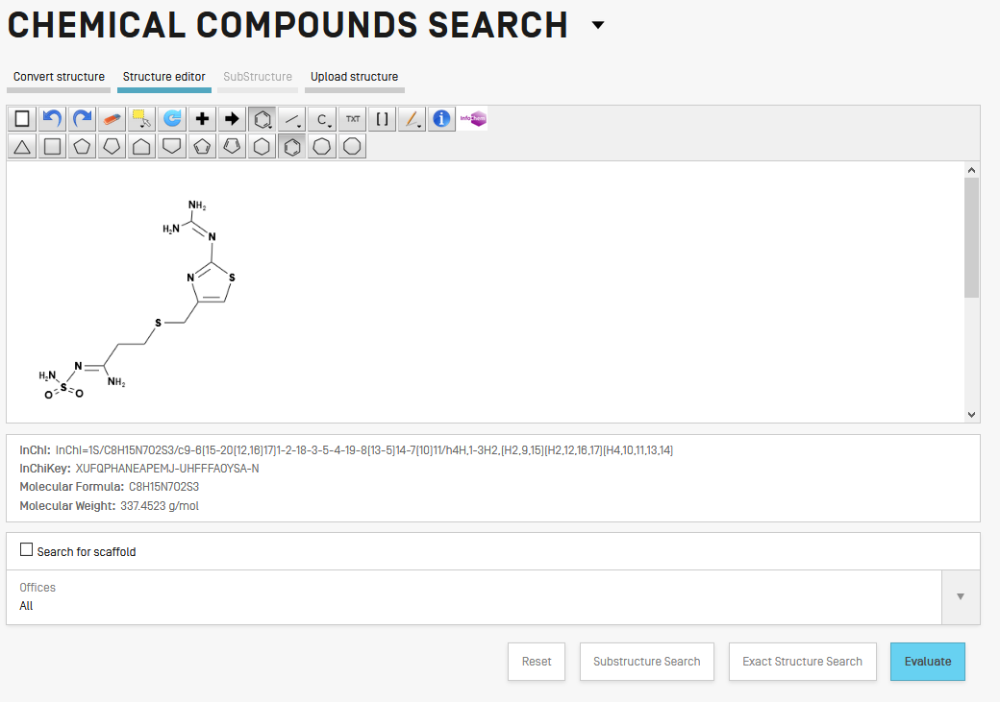 CHEMICAL COMPOUNDS SEARCH
Convert structure Structure editor SubStructure Upload structure
C TXT [ ] i InfoChem
NH2
H2N
N
N S
S
N
H2N
NH2
S
O O
InChI: InChI=1S/C8H15N7O2S3/c9-6(15-20(12,16)17)1-2-18-3-5-4-19-8(13-5)14-7(10)11/h4H,1-3H2,(H2,9,15)(H2,12,16,17)(H4,10,11,13,14)
InChiKey: XUFQPHANEAPEMJ-UHFFFAOYSA-N
Molecular Formula: C8H15N7O2S3
Molecular Weight: 337.4523 g/mol
Search for scaffold
Offices
All
Reset Substructure Search Exact Structure Search Evaluate